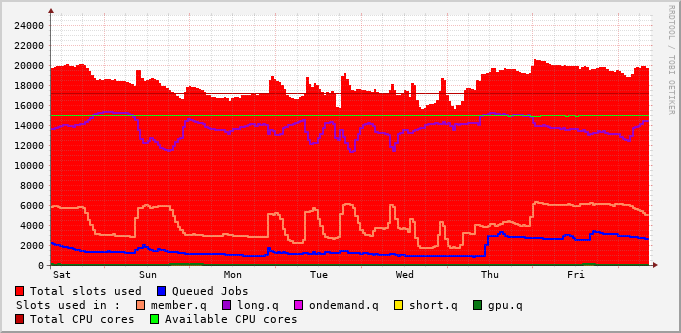 24000
22000
20000
18000
16000
14000
12000
10000
8000
6000
4000
2000
0
Sat Sun Mon Tue Wed Thu Fri
RRDTOOL / TOBI OETIKER
Total slots used Queued Jobs
Slots used in : member.q long.q ondemand.q short.q gpu.q
Total CPU cores Available CPU cores